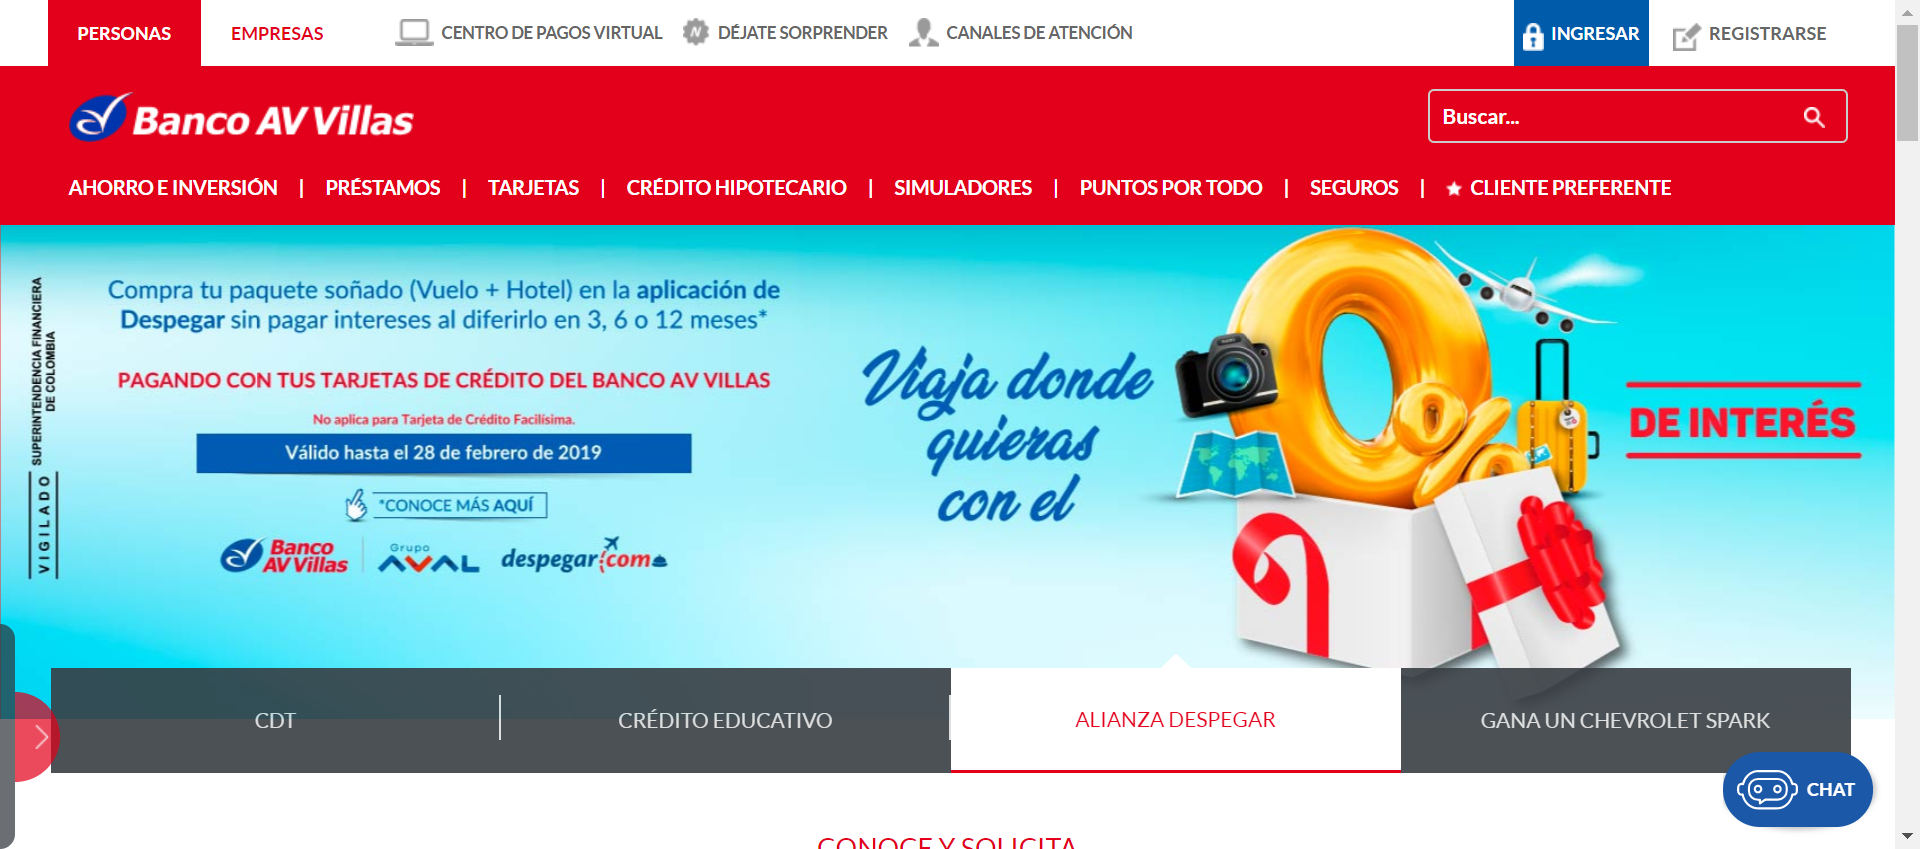 PERSONAS
EMPRESAS
CENTRO DE PAGOS VIRTUAL
DÉJATE SORPRENDER
CANALES DE ATENCIÓN
INGRESAR
REGISTRARSE
Banco AV Villas
Buscar...
AHORRO E INVERSIÓN | PRÉSTAMOS | TARJETAS | CRÉDITO HIPOTECARIO | SIMULADORES | PUNTOS POR TODO | SEGUROS | CLIENTE PREFERENTE
VIGILADO
SUPERINTENDENCIA FINANCIERA
DE COLOMBIA
Compra tu paquete soñado (Vuelo + Hotel) en la aplicación de
Despegar sin pagar intereses al diferirlo en 3, 6 o 12 meses*
PAGANDO CON TUS TARJETAS DE CRÉDITO DEL BANCO AV VILLAS
No aplica para Tarjeta de Crédito Facilísima.
Válido hasta el 28 de febrero de 2019
*CONOCE MÁS AQUÍ
Banco
AV Villas
Grupo
AVAL
despegar.com
Viaja donde
quieras
con el
0%
DE INTERÉS
CDT
CRÉDITO EDUCATIVO
ALIANZA DESPEGAR
GANA UN CHEVROLET SPARK
CHAT
CONOCE Y SOLICITA